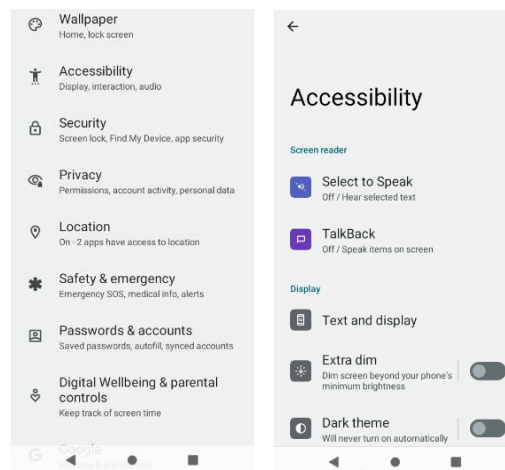 Wallpaper
Home, lock screen
Accessibility
Display, interaction, audio
Security
Screen lock, Find My Device, app security
Privacy
Permissions, account activity, personal data
Location
On - 2 apps have access to location
Safety & emergency
Emergency SOS, medical info, alerts
Passwords & accounts
Saved passwords, autofill, synced accounts
Digital Wellbeing & parental
controls
Keep track of screen time
Google
Accessibility
Screen reader
Select to Speak
Off / Hear selected text
TalkBack
Off / Speak items on screen
Display
Text and display
Extra dim
Dim screen beyond your phone's
minimum brightness
Dark theme
Will never turn on automatically